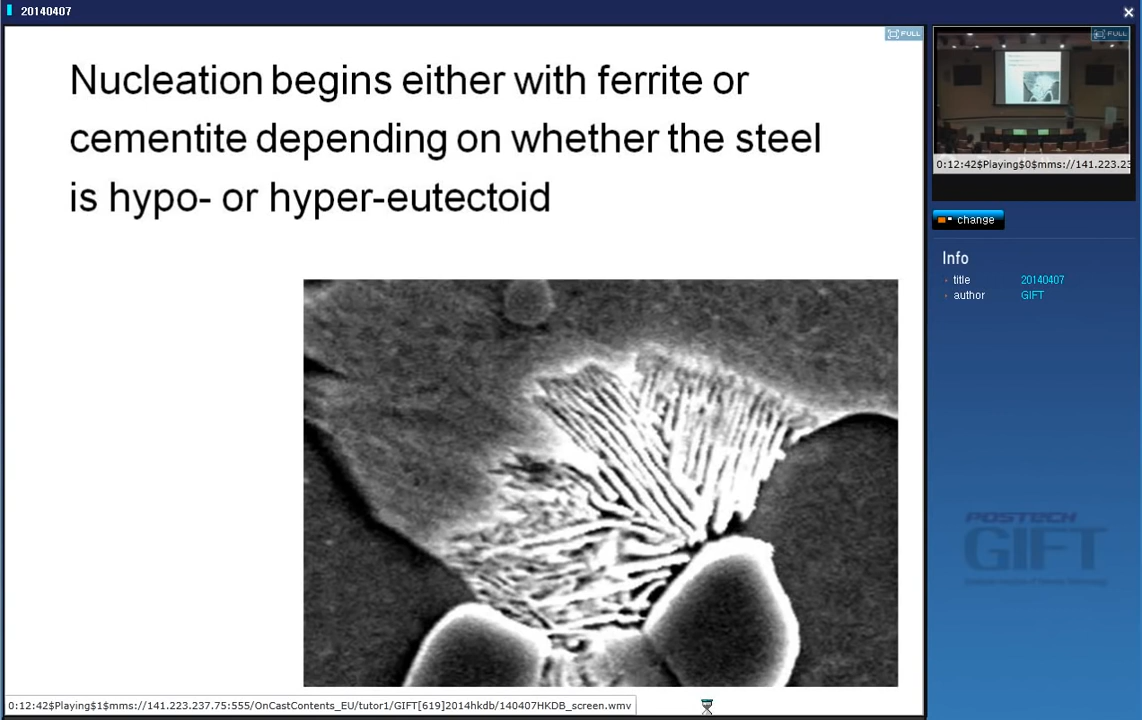 20140407
FULL
FULL
Nucleation begins either with ferrite or
cementite depending on whether the steel
is hypo- or hyper-eutectoid
0:12:42$Playing$0$mms://141.223.23
change
Info
title 20140407
author GIFT
POSTECH
GIFT
0:12:42$Playing$1$mms://141.223.237.75:555/OnCastContents_EU/tutor1/GIFT[619]2014hkdb/140407HKDB_screen.wmv